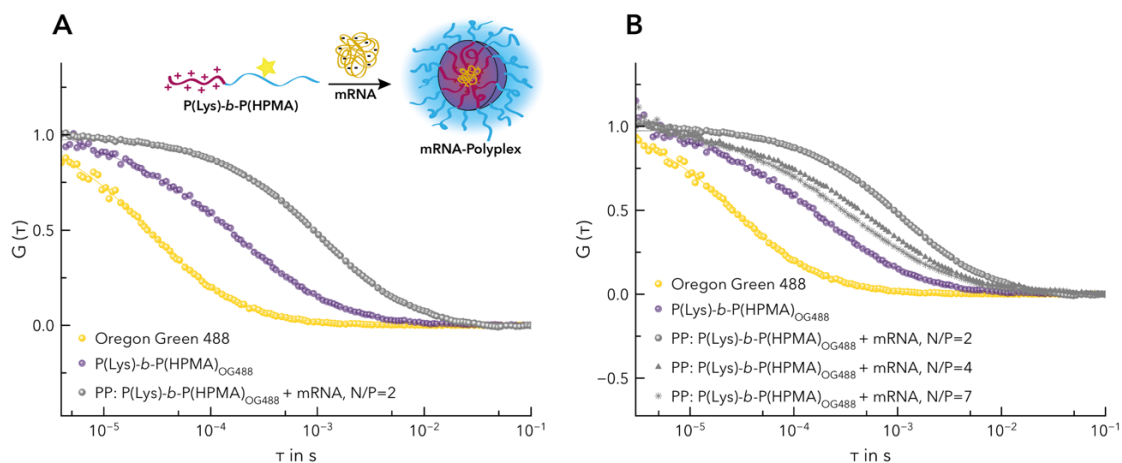 A
P(Lys)-b-P(HPMA)
mRNA
mRNA-Polyplex
+ + + + + + + + +
G (τ)
1.0
0.5
0.0
Oregon Green 488
P(Lys)-b-P(HPMA)OG488
PP: P(Lys)-b-P(HPMA)OG488 + mRNA, N/P=2
10⁻⁵ 10⁻⁴ 10⁻³ 10⁻² 10⁻¹
τ in s
B
G (τ)
1.0
0.5
0.0
−0.5
Oregon Green 488
P(Lys)-b-P(HPMA)OG488
PP: P(Lys)-b-P(HPMA)OG488 + mRNA, N/P=2
PP: P(Lys)-b-P(HPMA)OG488 + mRNA, N/P=4
PP: P(Lys)-b-P(HPMA)OG488 + mRNA, N/P=7
10⁻⁵ 10⁻⁴ 10⁻³ 10⁻² 10⁻¹
τ in s